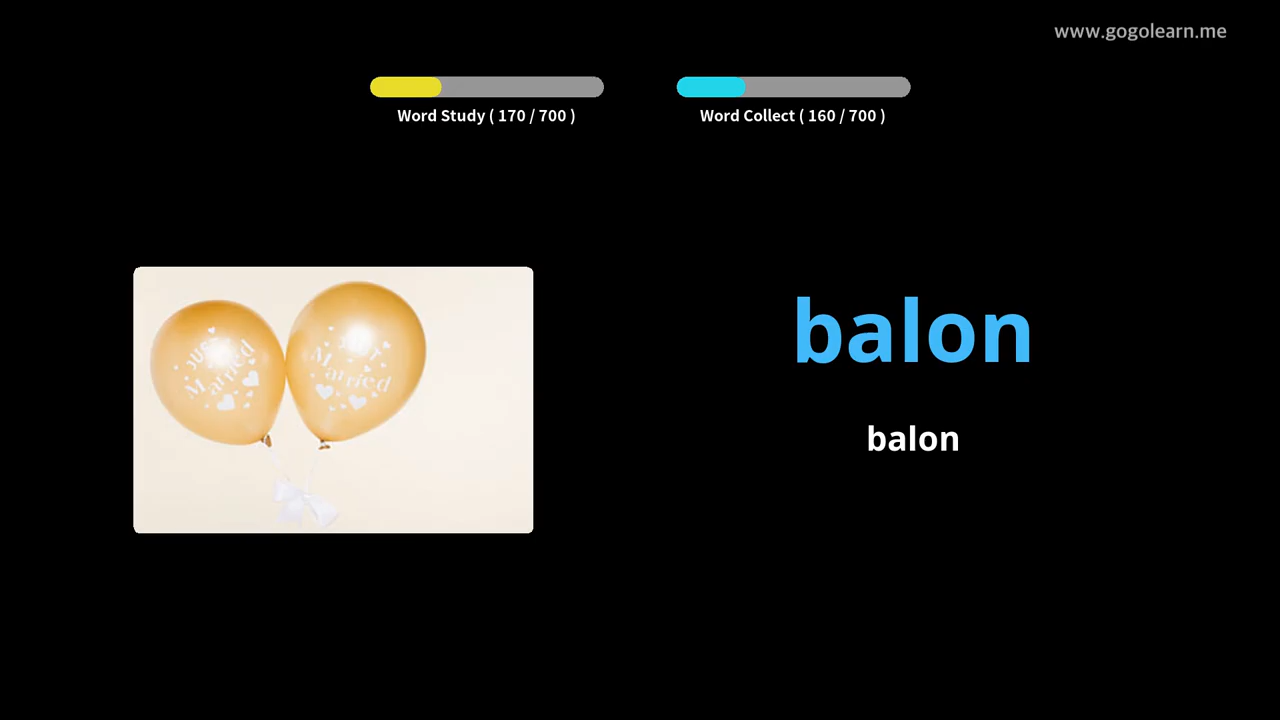 www.gogolearn.me
Word Study ( 170 / 700 )
Word Collect ( 160 / 700 )
JUST
Married
JUST
Married
balon
balon